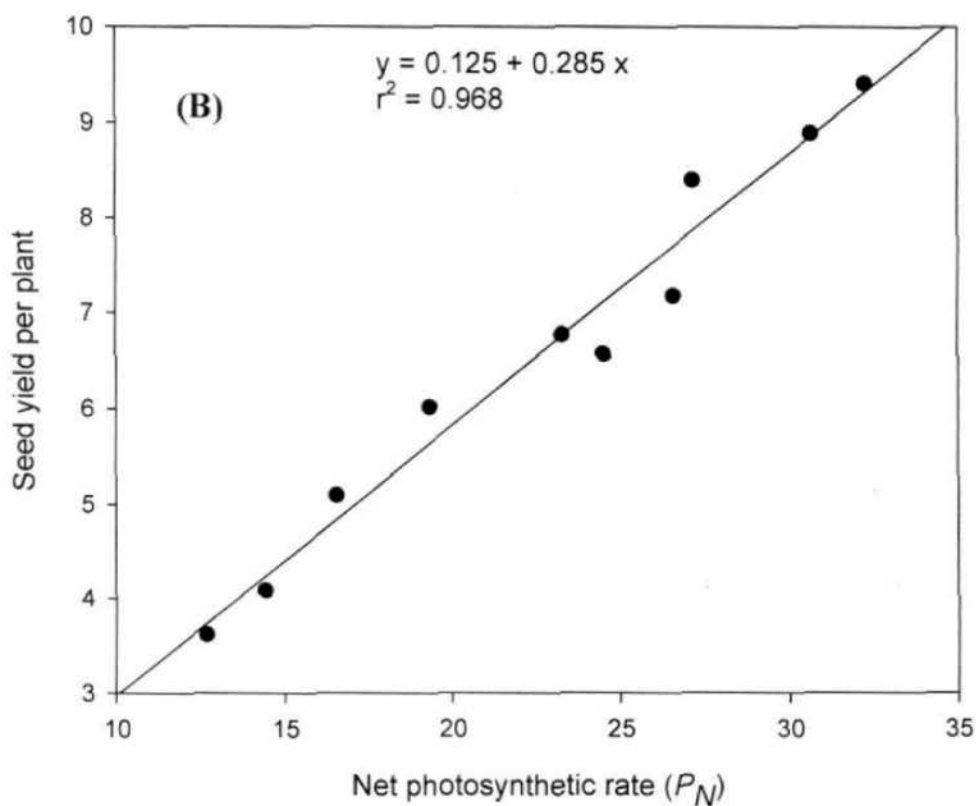 y = 0.125 + 0.285 x
r² = 0.968
(B)
10
9
8
7
6
5
4
3
Seed yield per plant
10 15 20 25 30 35
Net photosynthetic rate (P_N)